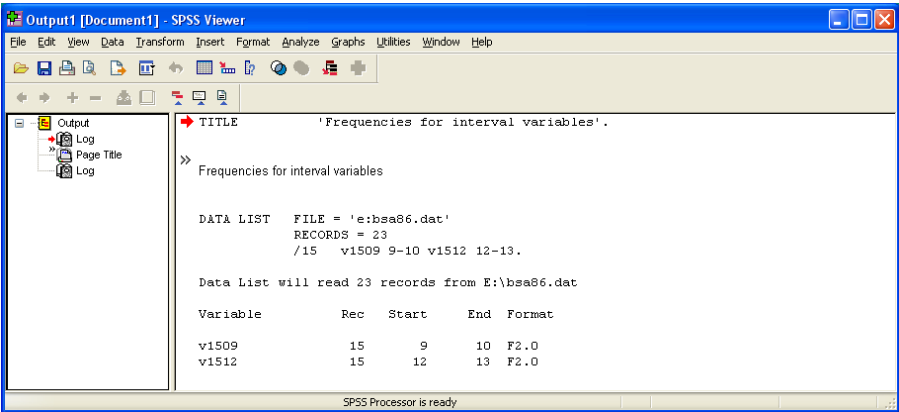 Output1 [Document1] - SPSS Viewer
File Edit View Data Transform Insert Format Analyze Graphs Utilities Window Help
Output
Log
Page Title
Log
TITLE 'Frequencies for interval variables'.
Frequencies for interval variables
DATA LIST FILE = 'e:bsa86.dat'
RECORDS = 23
/15 v1509 9-10 v1512 12-13.
Data List will read 23 records from E:\bsa86.dat
Variable Rec Start End Format
v1509 15 9 10 F2.0
v1512 15 12 13 F2.0
SPSS Processor is ready